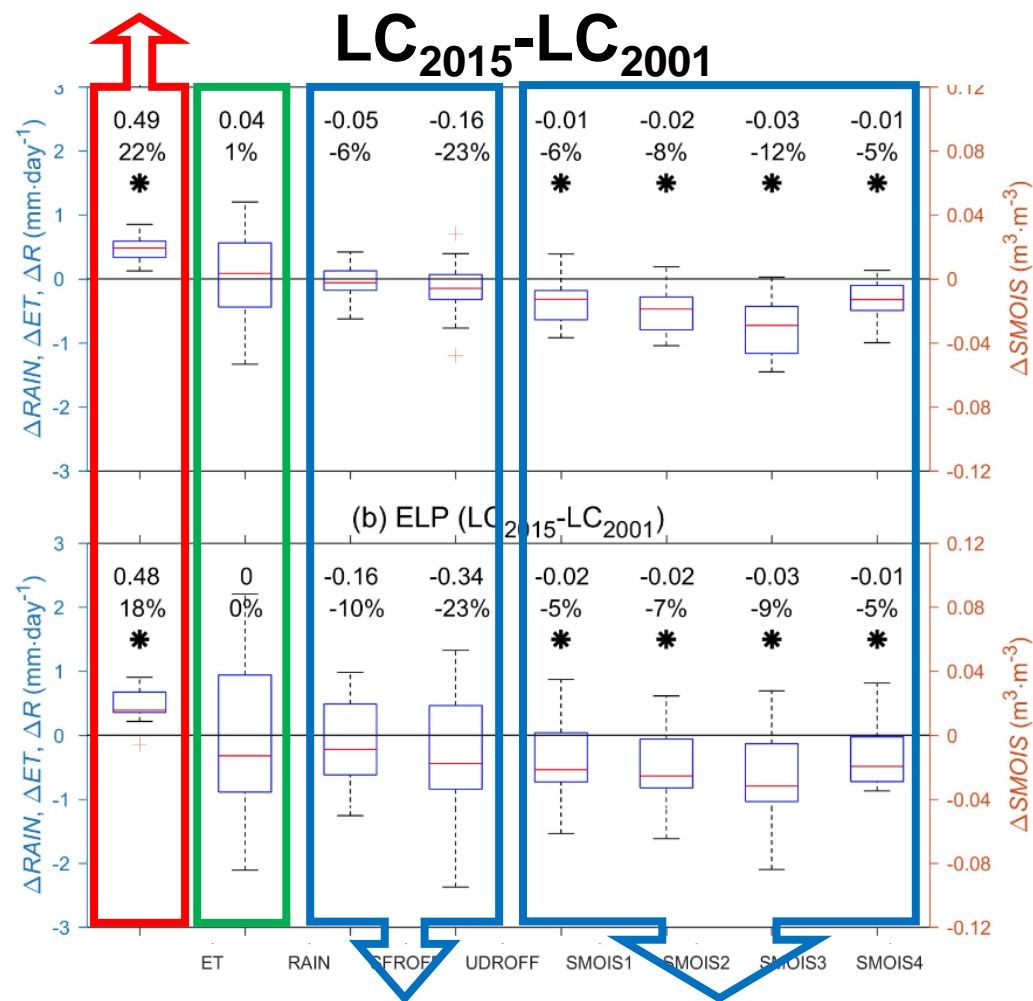 LC2015-LC2001
ΔRAIN, ΔET, ΔR (mm·day-1)
3
2
1
0
-1
-2
-3
0.49 0.04 -0.05 -0.16 -0.01 -0.02 -0.03 -0.01
22% 1% -6% -23% -6% -8% -12% -5%
✱ ✱ ✱ ✱ ✱
0.12
0.08
0.04
0
-0.04
-0.08
-0.12
ΔSMOIS (m3·m-3)
(b) ELP (LC2015-LC2001)
ΔRAIN, ΔET, ΔR (mm·day-1)
3
2
1
0
-1
-2
-3
0.48 0 -0.16 -0.34 -0.02 -0.02 -0.03 -0.01
18% 0% -10% -23% -5% -7% -9% -5%
✱ ✱ ✱ ✱ ✱
0.12
0.08
0.04
0
-0.04
-0.08
-0.12
ΔSMOIS (m3·m-3)
ET RAIN SFROFF UDROFF SMOIS1 SMOIS2 SMOIS3 SMOIS4